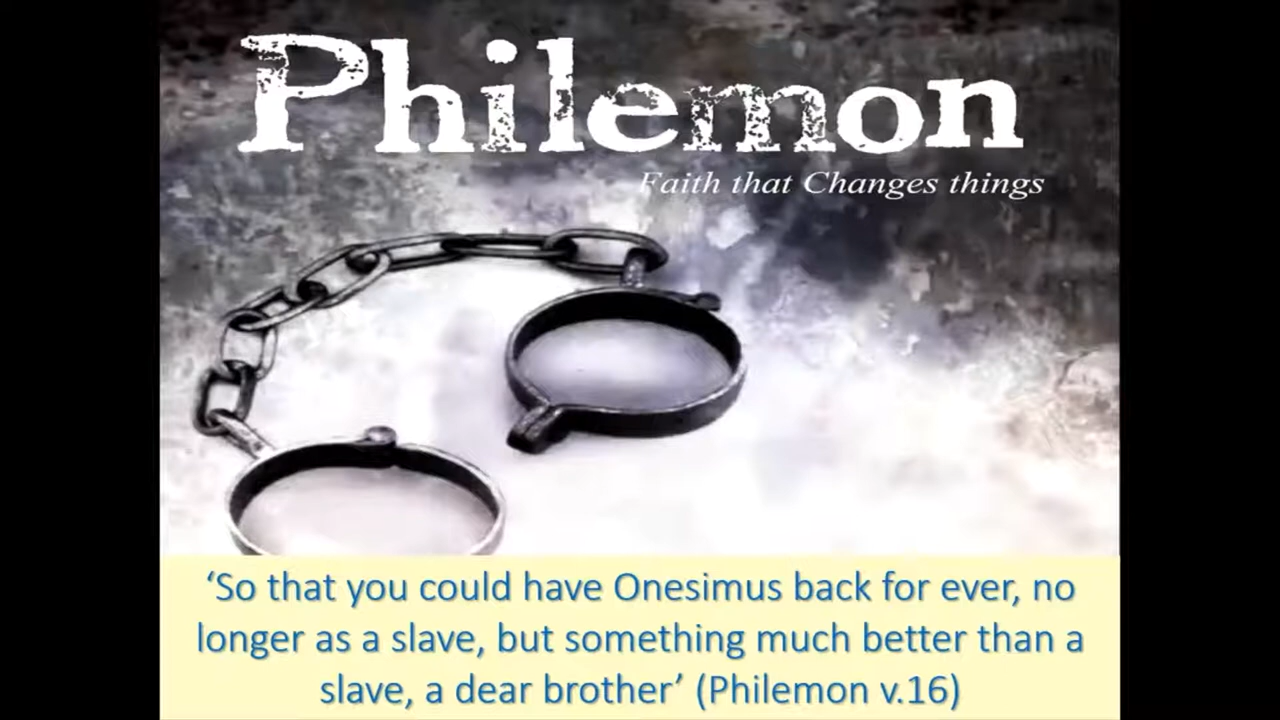 Philemon
Faith that Changes things
‘So that you could have Onesimus back for ever, no
longer as a slave, but something much better than a
slave, a dear brother’ (Philemon v.16)